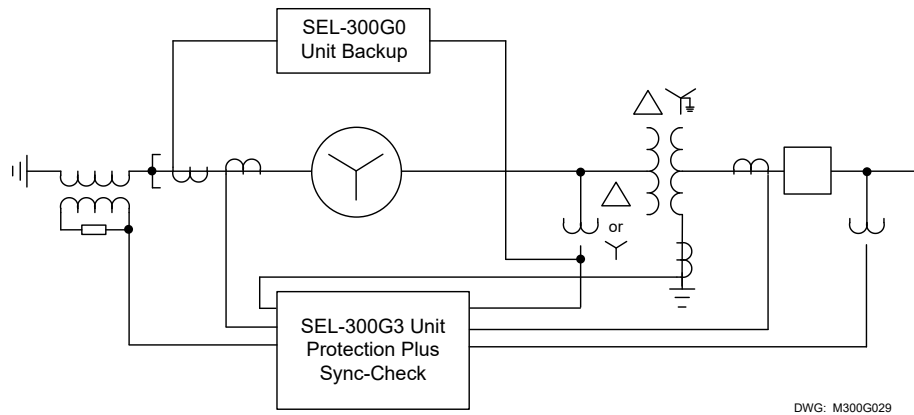 SEL-300G0
Unit Backup
or
SEL-300G3 Unit
Protection Plus
Sync-Check
DWG: M300G029